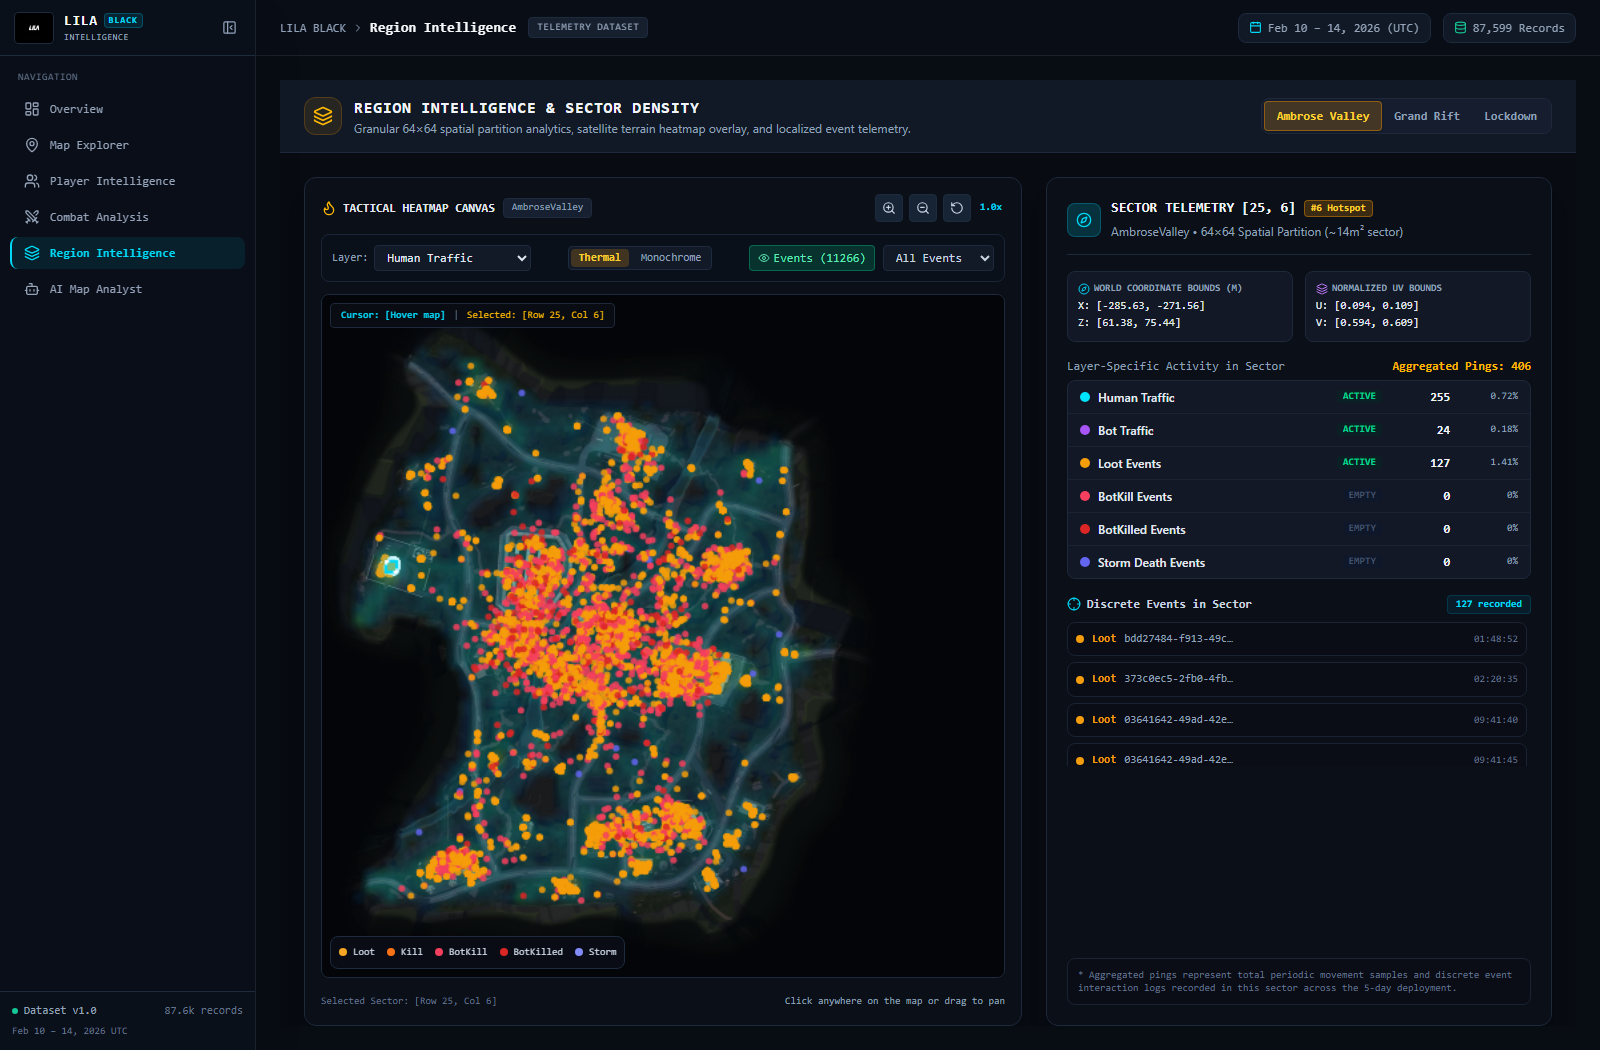 LILA
LILA BLACK
INTELLIGENCE
NAVIGATION
Overview
Map Explorer
Player Intelligence
Combat Analysis
Region Intelligence
AI Map Analyst
Dataset v1.0 87.6k records
Feb 10 – 14, 2026 UTC
LILA BLACK > Region Intelligence TELEMETRY DATASET
Feb 10 – 14, 2026 (UTC) 87,599 Records
REGION INTELLIGENCE & SECTOR DENSITY
Granular 64×64 spatial partition analytics, satellite terrain heatmap overlay, and localized event telemetry.
Ambrose Valley Grand Rift Lockdown
TACTICAL HEATMAP CANVAS AmbroseValley 1.0x
Layer: Human Traffic Thermal Monochrome Events (11266) All Events
Cursor: [Hover map] | Selected: [Row 25, Col 6]
Loot Kill BotKill BotKilled Storm
Selected Sector: [Row 25, Col 6] Click anywhere on the map or drag to pan
SECTOR TELEMETRY [25, 6] #6 Hotspot
AmbroseValley • 64×64 Spatial Partition (~14m² sector)
WORLD COORDINATE BOUNDS (M)
X: [-285.63, -271.56]
Z: [61.38, 75.44]
NORMALIZED UV BOUNDS
U: [0.094, 0.109]
V: [0.594, 0.609]
Layer-Specific Activity in Sector Aggregated Pings: 406
Human Traffic ACTIVE 255 0.72%
Bot Traffic ACTIVE 24 0.18%
Loot Events ACTIVE 127 1.41%
BotKill Events EMPTY 0 0%
BotKilled Events EMPTY 0 0%
Storm Death Events EMPTY 0 0%
Discrete Events in Sector 127 recorded
Loot bdd27484-f913-49c… 01:48:52
Loot 373c0ec5-2fb0-4fb… 02:20:35
Loot 03641642-49ad-42e… 09:41:40
Loot 03641642-49ad-42e… 09:41:45
* Aggregated pings represent total periodic movement samples and discrete event
interaction logs recorded in this sector across the 5-day deployment.